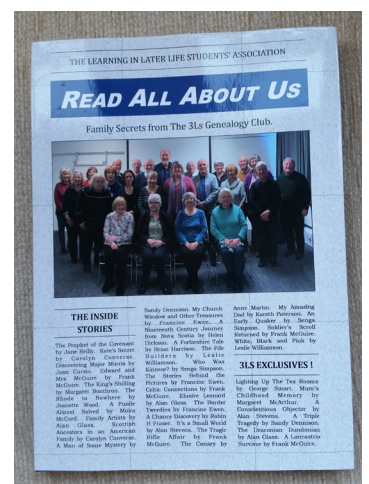 THE LEARNING IN LATER LIFE STUDENTS' ASSOCIATION
READ ALL ABOUT US
Family Secrets from The 3Ls Genealogy Club.
THE INSIDE
STORIES
The Prophet of the Covenant
by Jane Reilly. Kate's Secret
by Carolyn Converse.
Discovering Major Morris by
Joan Curnio. Edward and
Mrs McGuire by Frank
McGuire. The King's Shilling
by Margaret Bonthron. The
Rhode to Nowhere by
Jeanette Wood. A Puzzle
Almost Solved by Moira
McCord. Family Artists by
Alan Glass. Scottish
Ancestors in an American
Family by Carolyn Converse.
A Man of Some Mystery by
Sandy Dennison. My Church
Window and Other Treasures
by Francine Ewen. A
Nineteenth Century Journey
from Nova Scotia by Helen
Dickson. A Forfarshire Tale
by Brian Harrison. The Fife
Builders by Leslie
Williamson. Who Was
Kinnese? by Senga Simpson.
The Stories Behind the
Pictures by Francine Ewen.
Celtic Connections by Frank
McGuire. Elusive Leonard
by Alan Glass. The Border
Tweedies by Francine Ewen.
A Chance Discovery by Robin
H Fraser. It's a Small World
by Alan Stevens. The Tragic
Rifle Affair by Frank
McGuire. The Canary by
Anne Martin. My Amazing
Dad by Kareth Paterson. An
Early Quaker by Senga
Simpson. Soldier's Scroll
Returned by Frank McGuire.
White, Black and Pink by
Leslie Williamson.
3LS EXCLUSIVES !
Lighting Up The Tea Rooms
by George Smart. Mum's
Childhood Memory by
Margaret McArthur. A
Conscientious Objector by
Alan Stevens. A Triple
Tragedy by Sandy Dennison.
The Deaconian Dundonian
by Alan Glass. A Lancastria
Survivor by Frank McGuire.